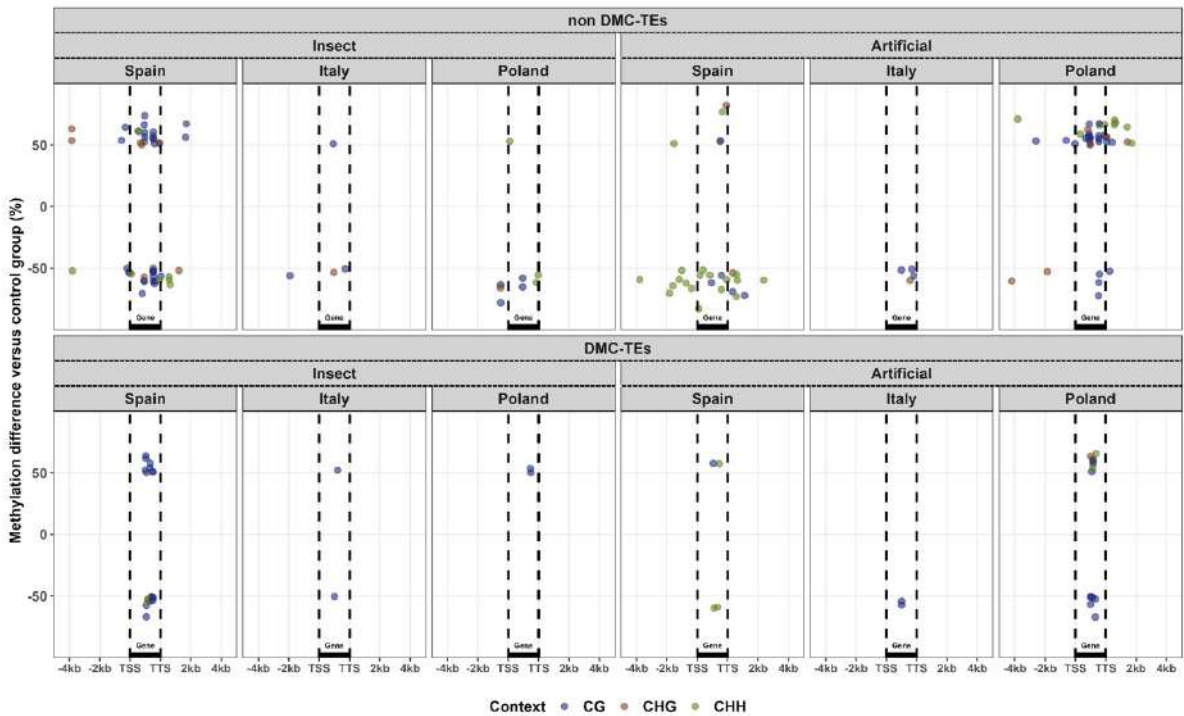 non DMC-TEs
Insect Artificial
Spain Italy Poland Spain Italy Poland
Methylation difference versus control group (%)
50
0
-50
Gene Gene Gene Gene Gene Gene
DMC-TEs
Insect Artificial
Spain Italy Poland Spain Italy Poland
50
0
-50
Gene Gene Gene Gene Gene Gene
-4kb -2kb TSS TTS 2kb 4kb -4kb -2kb TSS TTS 2kb 4kb -4kb -2kb TSS TTS 2kb 4kb -4kb -2kb TSS TTS 2kb 4kb -4kb -2kb TSS TTS 2kb 4kb -4kb -2kb TSS TTS 2kb 4kb
Context CG CHG CHH